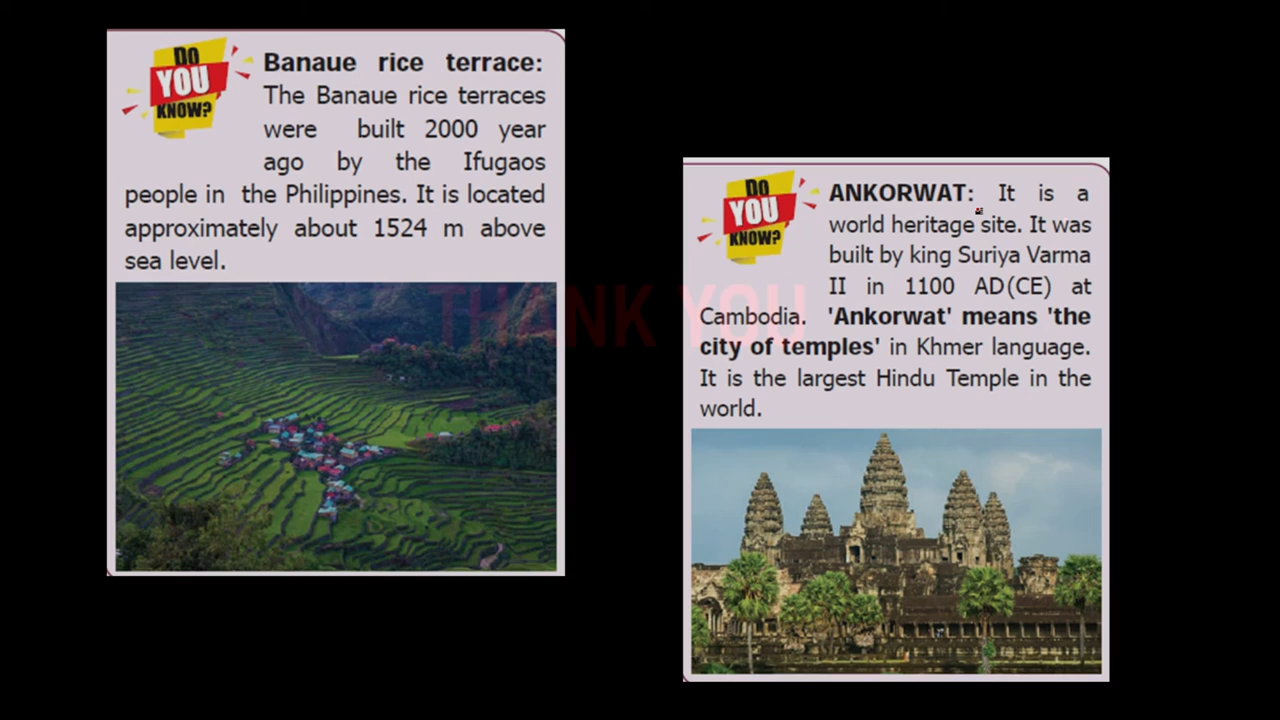 DO
YOU
KNOW?
Banaue rice terrace:
The Banaue rice terraces
were built 2000 year
ago by the Ifugaos
people in the Philippines. It is located
approximately about 1524 m above
sea level.
DO
YOU
KNOW?
ANKORWAT: It is a
world heritage site. It was
built by king Suriya Varma
II in 1100 AD(CE) at
Cambodia. 'Ankorwat' means 'the
city of temples' in Khmer language.
It is the largest Hindu Temple in the
world.
THANK YOU